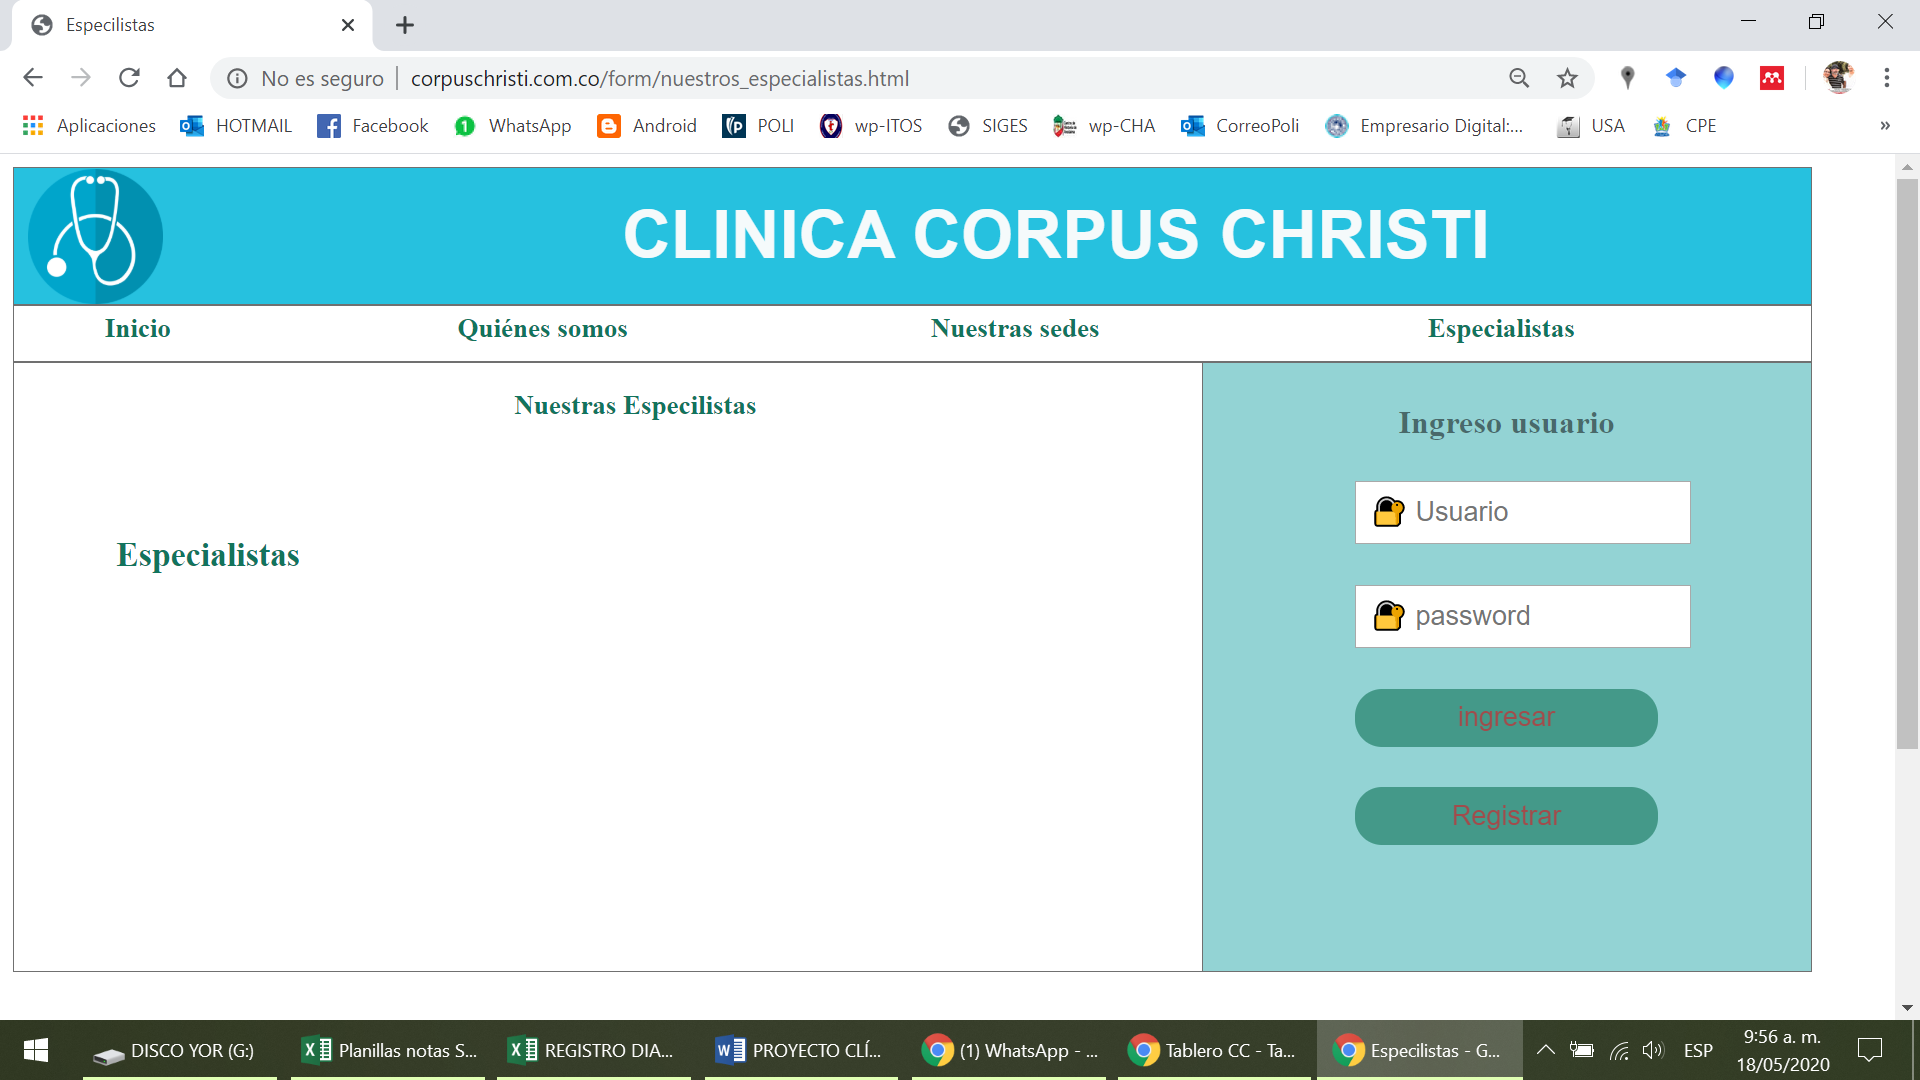 Especilistas
No es seguro | corpuschristi.com.co/form/nuestros_especialistas.html
Aplicaciones HOTMAIL Facebook WhatsApp Android POLI wp-ITOS SIGES wp-CHA CorreoPoli Empresario Digital:... USA CPE »
CLINICA CORPUS CHRISTI
Inicio Quiénes somos Nuestras sedes Especialistas
Nuestras Especilistas
Especialistas
Ingreso usuario
Usuario
password
ingresar
Registrar
DISCO YOR (G:) Planillas notas S... REGISTRO DIA... PROYECTO CLÍ... (1) WhatsApp - ... Tablero CC - Ta... Especilistas - G... ESP 9:56 a. m.
18/05/2020